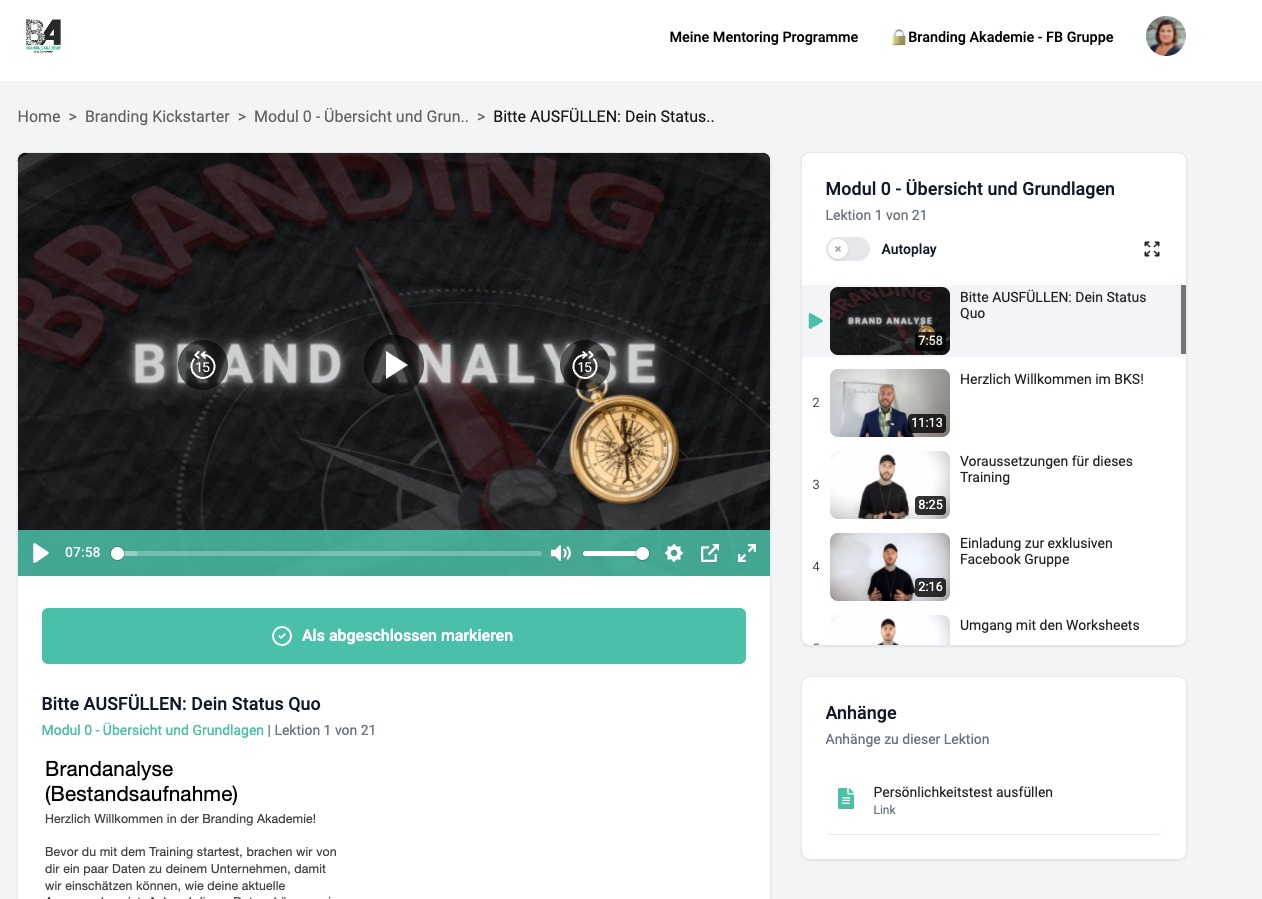 BA
BRANDING AKADEMIE
Meine Mentoring Programme
Branding Akademie - FB Gruppe
Home > Branding Kickstarter > Modul 0 - Übersicht und Grun.. > Bitte AUSFÜLLEN: Dein Status..
BRANDING
BRAND ANALYSE
15
15
07:58
Als abgeschlossen markieren
Bitte AUSFÜLLEN: Dein Status Quo
Modul 0 - Übersicht und Grundlagen | Lektion 1 von 21
Brandanalyse
(Bestandsaufnahme)
Herzlich Willkommen in der Branding Akademie!
Bevor du mit dem Training startest, brachen wir von
dir ein paar Daten zu deinem Unternehmen, damit
wir einschätzen können, wie deine aktuelle
Modul 0 - Übersicht und Grundlagen
Lektion 1 von 21
Autoplay
BRANDING
BRAND ANALYSE
7:58
Bitte AUSFÜLLEN: Dein Status
Quo
2
11:13
Herzlich Willkommen im BKS!
3
8:25
Voraussetzungen für dieses
Training
4
2:16
Einladung zur exklusiven
Facebook Gruppe
Umgang mit den Worksheets
Anhänge
Anhänge zu dieser Lektion
Persönlichkeitstest ausfüllen
Link